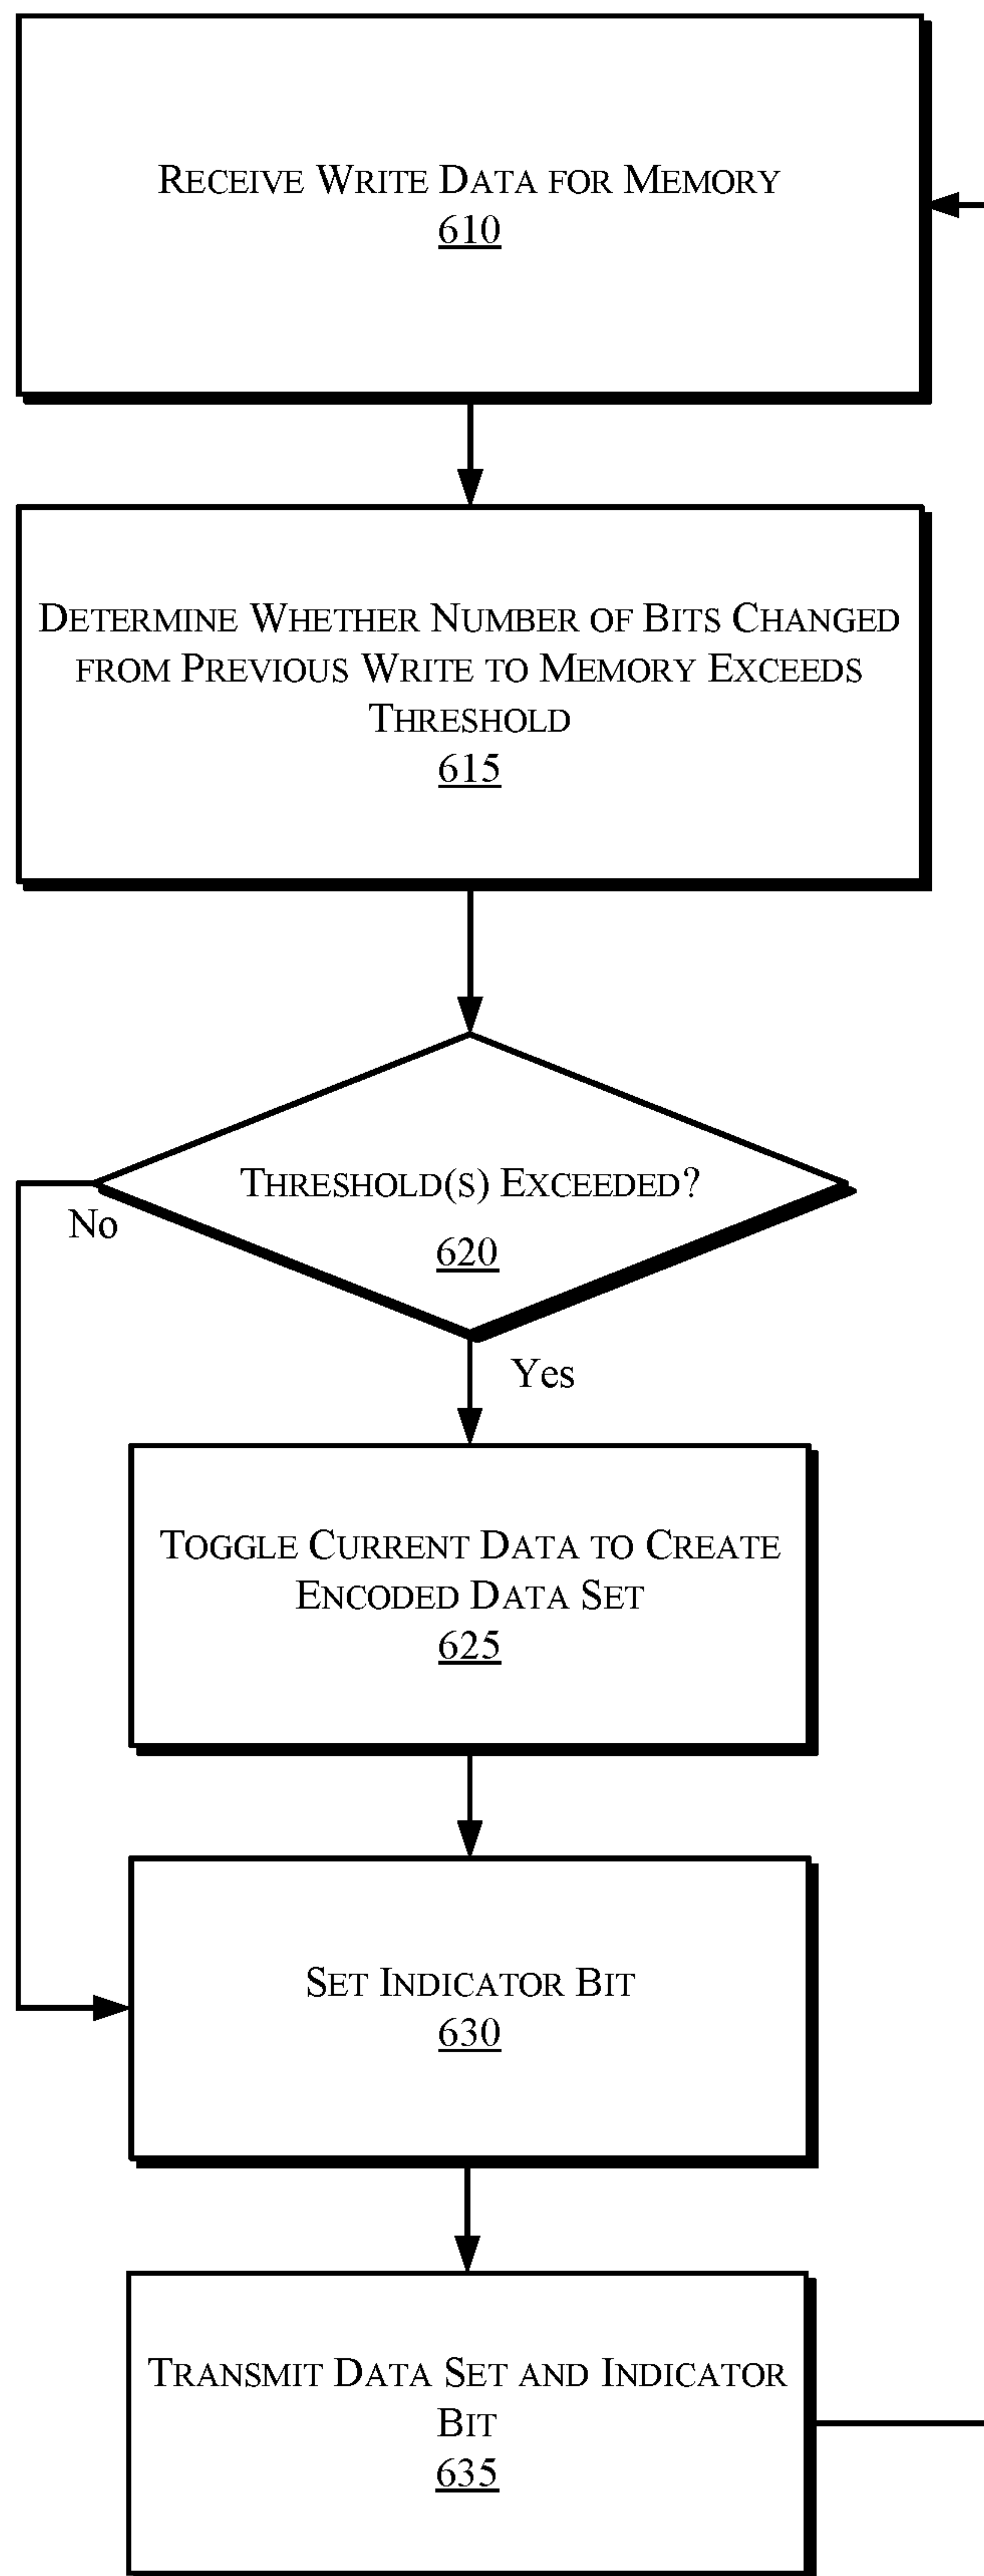 RECEIVE WRITE DATA FOR MEMORY
610
DETERMINE WHETHER NUMBER OF BITS CHANGED
FROM PREVIOUS WRITE TO MEMORY EXCEEDS
THRESHOLD
615
THRESHOLD(S) EXCEEDED?
No
620
Yes
TOGGLE CURRENT DATA TO CREATE
ENCODED DATA SET
625
SET INDICATOR BIT
630
TRANSMIT DATA SET AND INDICATOR
BIT
635